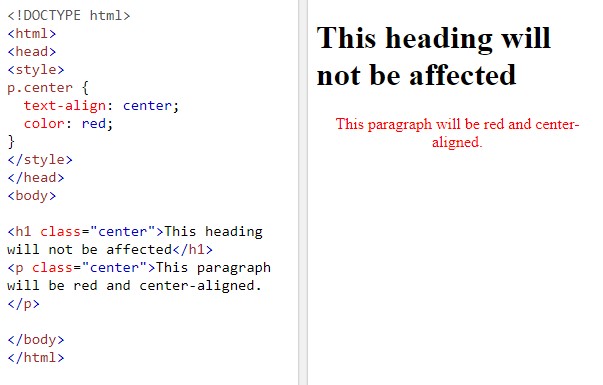 <!DOCTYPE html>
<html>
<head>
<style>
p.center {
  text-align: center;
  color: red;
}
</style>
</head>
<body>

<h1 class="center">This heading
will not be affected</h1>
<p class="center">This paragraph
will be red and center-aligned.
</p>

</body>
</html>
This heading will
not be affected
This paragraph will be red and center-
aligned.